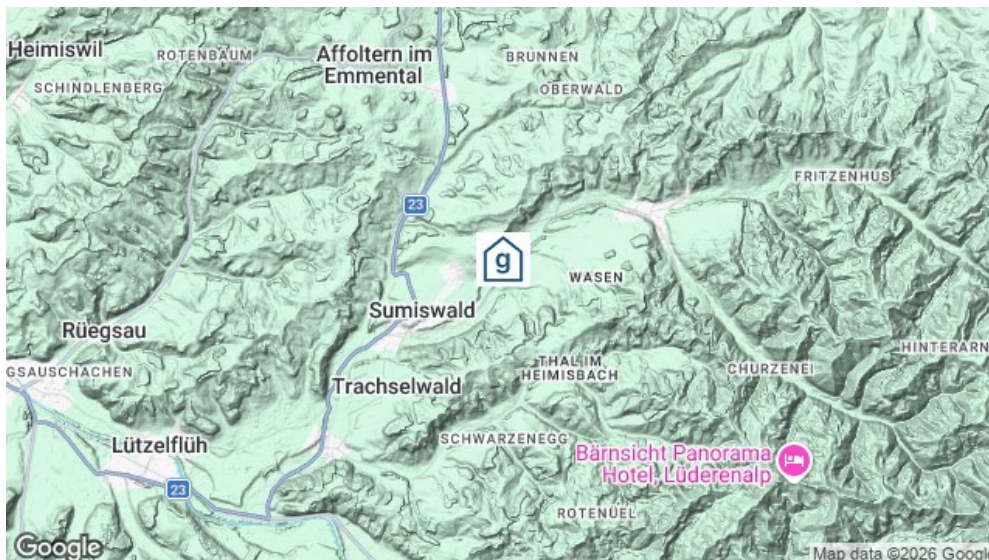 Heimiswil
ROTENBAUM
Affoltern im
Emmental
BRUNNEN
SCHINDLENBERG
OBERWALD
FRITZENHUS
23
g
WASEN
Sumiswald
Rüegsau
GSAUSCHACHEN
THAL IM
HEIMISBACH
CHURZENEI
HINTERARN
Trachselwald
Lützelflüh
SCHWARZENEGG
Bärnsicht Panorama
Hotel, Lüderenalp
23
ROTENÜEL
Google
Map data ©2026 Google